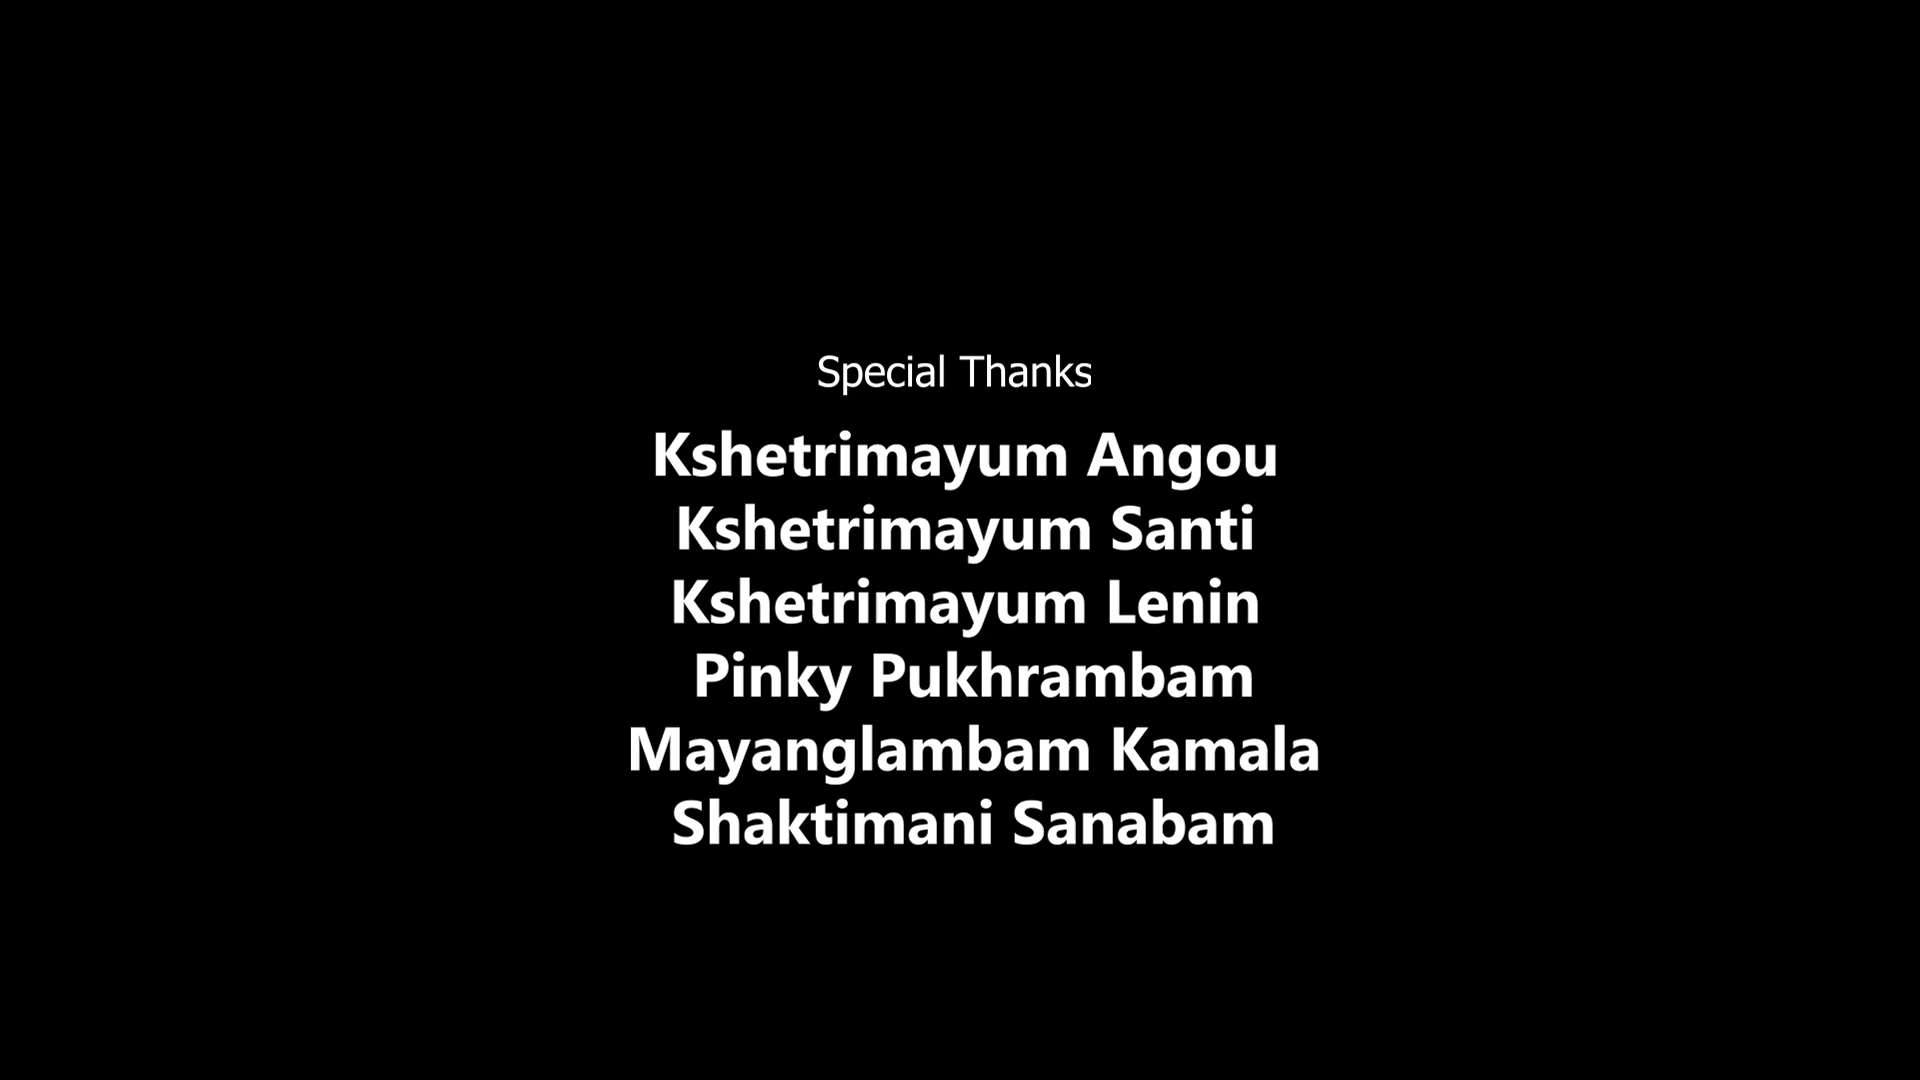 Special Thanks
Kshetrimayum Angou
Kshetrimayum Santi
Kshetrimayum Lenin
Pinky Pukhrambam
Mayanglambam Kamala
Shaktimani Sanabam